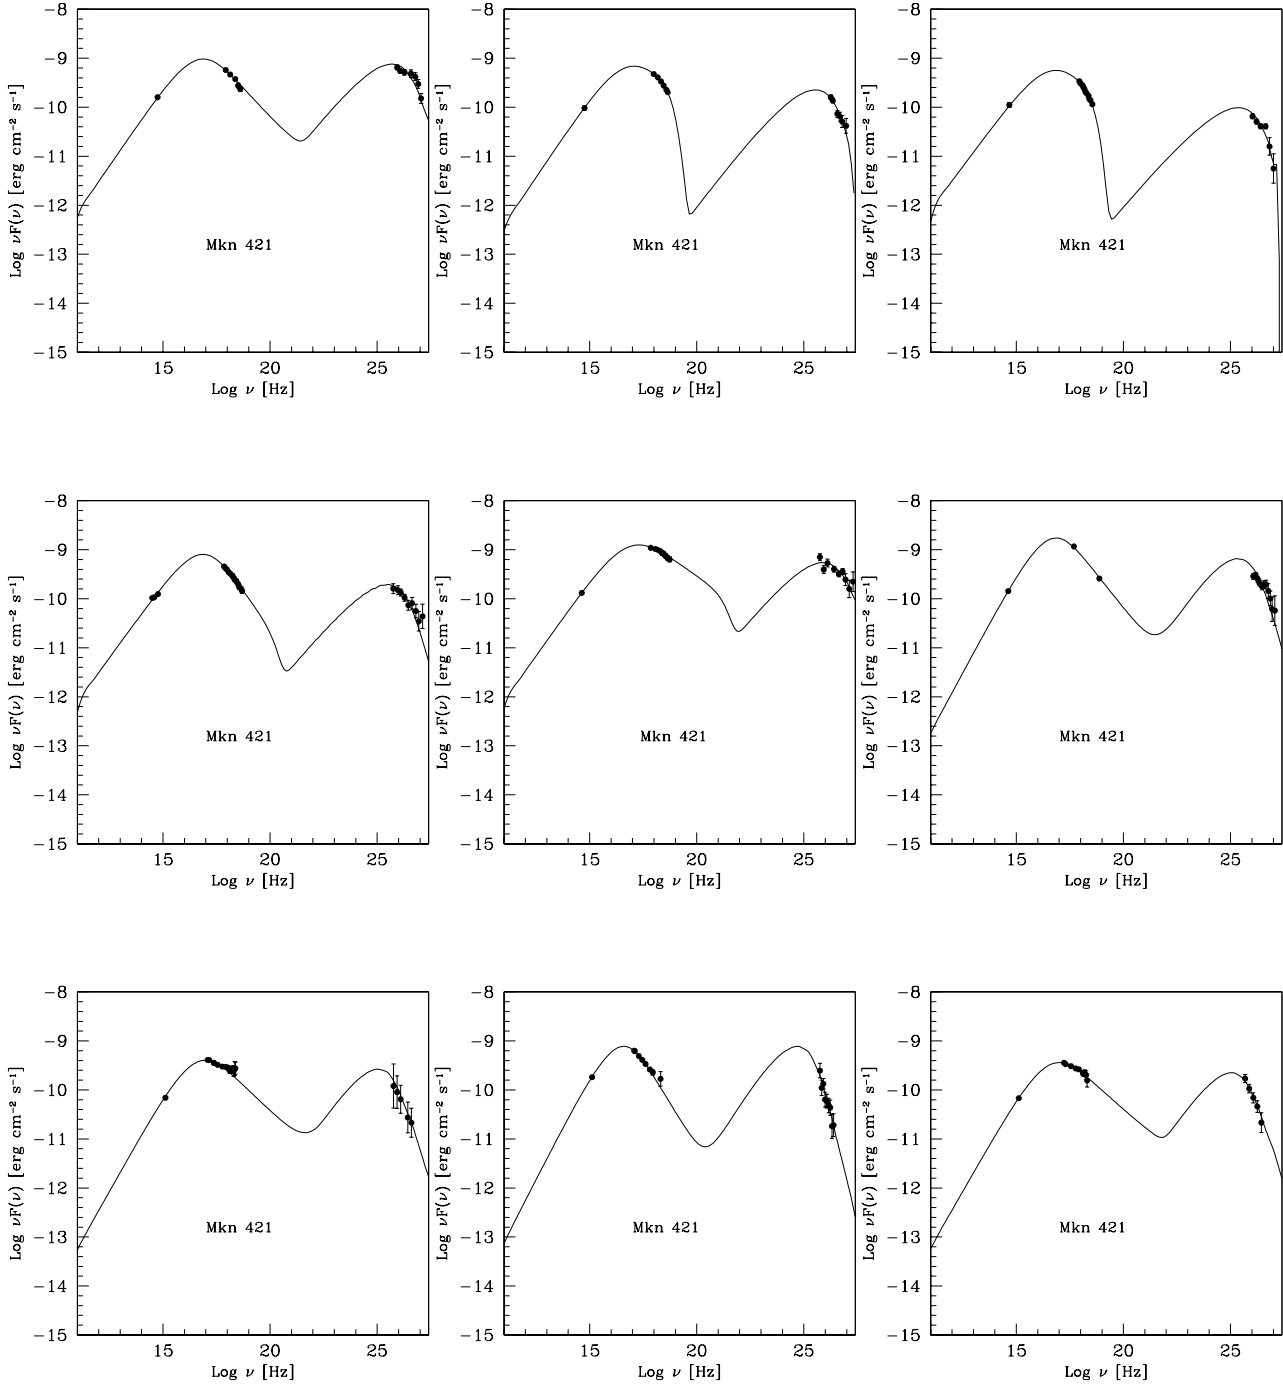 −8 −8 −8
−9 −9 −9
−10 −10 −10
−11 −11 −11
−12 −12 −12
−13 −13 −13
−14 −14 −14
−15 −15 −15
Log νF(ν) [erg cm⁻² s⁻¹] Log νF(ν) [erg cm⁻² s⁻¹] Log νF(ν) [erg cm⁻² s⁻¹]
Mkn 421 Mkn 421 Mkn 421
15 20 25 15 20 25 15 20 25
Log ν [Hz] Log ν [Hz] Log ν [Hz]
−8 −8 −8
−9 −9 −9
−10 −10 −10
−11 −11 −11
−12 −12 −12
−13 −13 −13
−14 −14 −14
−15 −15 −15
Log νF(ν) [erg cm⁻² s⁻¹] Log νF(ν) [erg cm⁻² s⁻¹] Log νF(ν) [erg cm⁻² s⁻¹]
Mkn 421 Mkn 421 Mkn 421
15 20 25 15 20 25 15 20 25
Log ν [Hz] Log ν [Hz] Log ν [Hz]
−8 −8 −8
−9 −9 −9
−10 −10 −10
−11 −11 −11
−12 −12 −12
−13 −13 −13
−14 −14 −14
−15 −15 −15
Log νF(ν) [erg cm⁻² s⁻¹] Log νF(ν) [erg cm⁻² s⁻¹] Log νF(ν) [erg cm⁻² s⁻¹]
Mkn 421 Mkn 421 Mkn 421
15 20 25 15 20 25 15 20 25
Log ν [Hz] Log ν [Hz] Log ν [Hz]